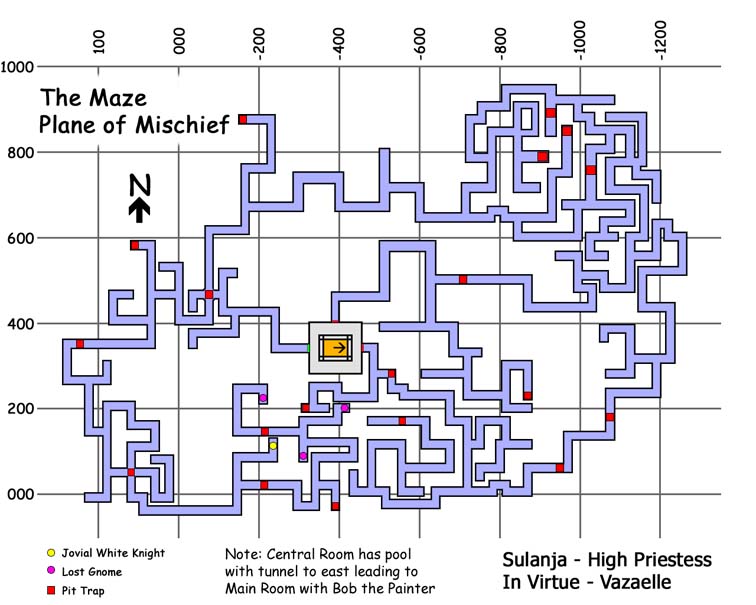 100 000 200 400 600 800 1000 1200
1000
The Maze
Plane of Mischief
800
N
600
400
200
000
Jovial White Knight
Lost Gnome
Pit Trap
Note: Central Room has pool
with tunnel to east leading to
Main Room with Bob the Painter
Sulanja - High Priestess
In Virtue - Vazaelle